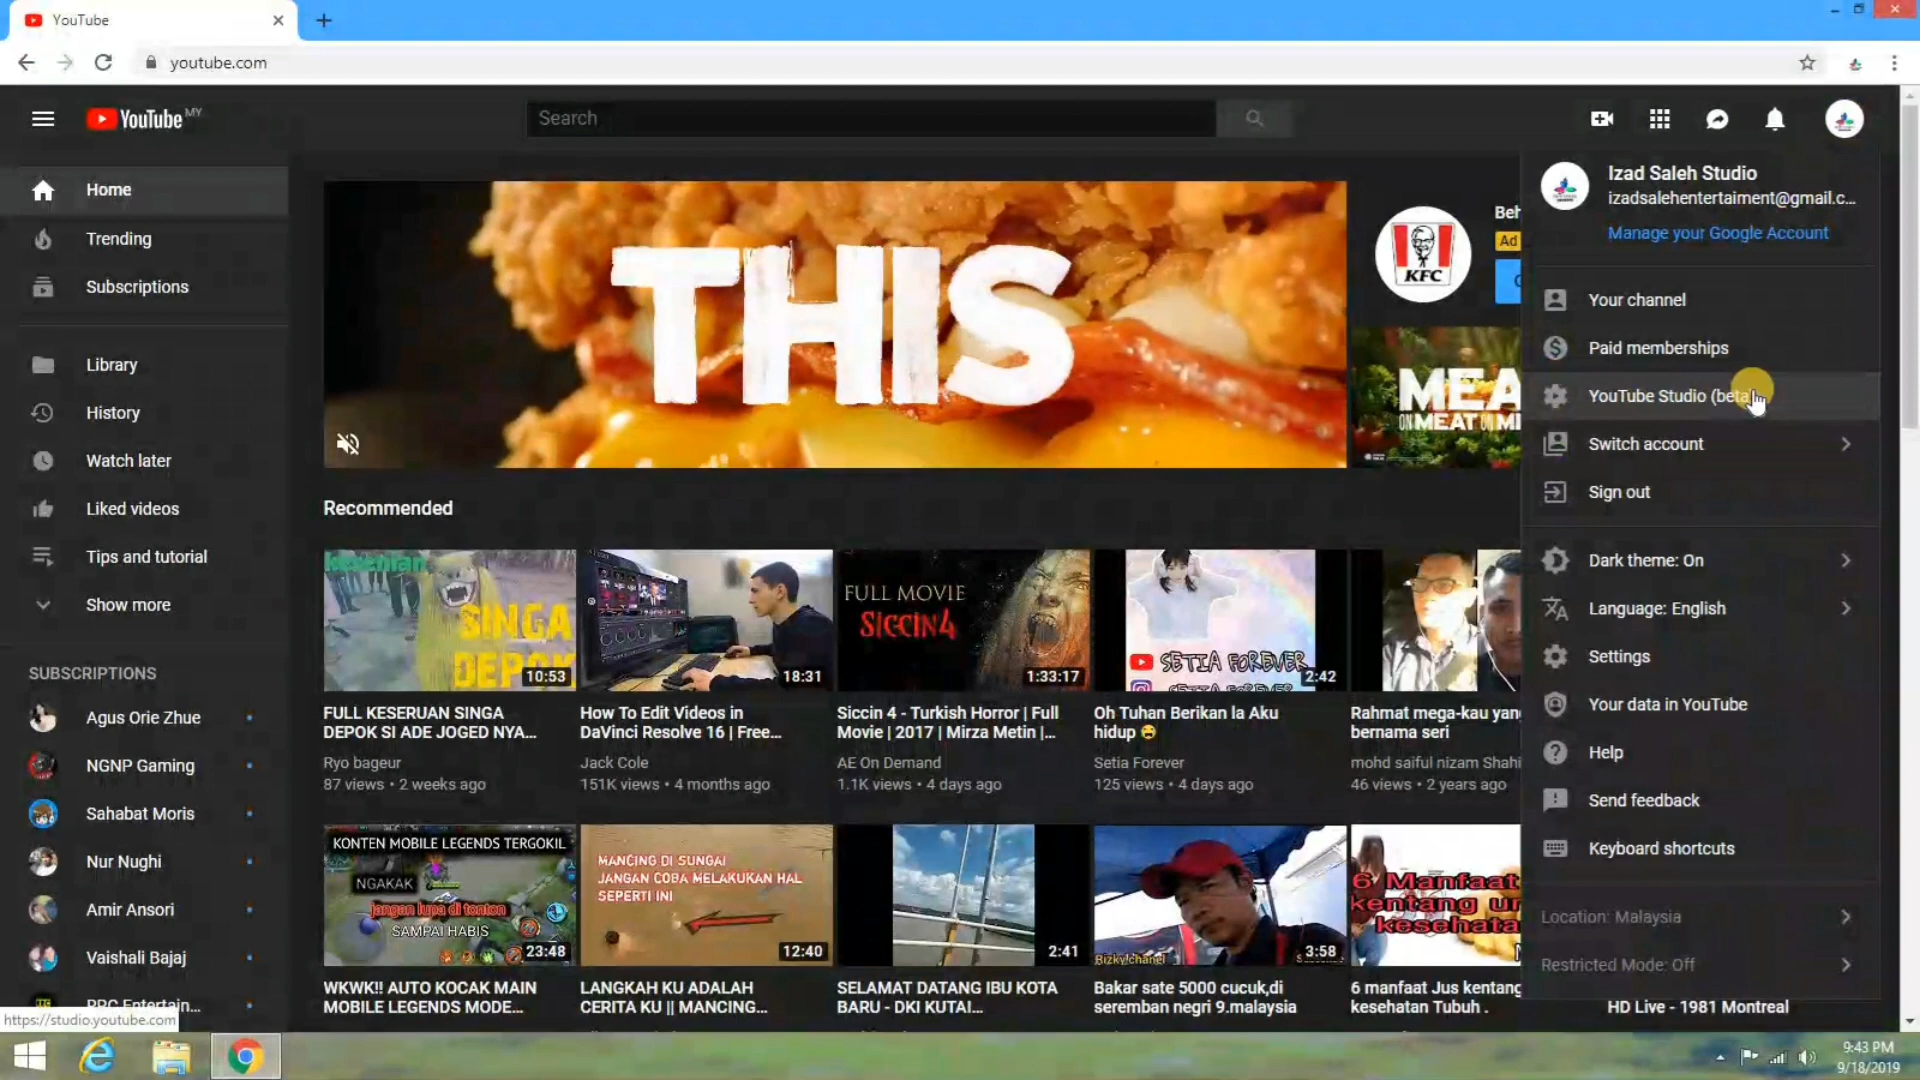 YouTube
youtube.com
YouTube MY
Search
Home
Trending
Subscriptions
Library
History
Watch later
Liked videos
Tips and tutorial
Show more
SUBSCRIPTIONS
Agus Orie Zhue
NGNP Gaming
Sahabat Moris
Nur Nughi
Amir Ansori
Vaishali Bajaj
PRC Entertain...
https://studio.youtube.com
THIS
KFC
Beh
Ad
MEA
ON MEAT ON MI
Recommended
SINGA
DEPOK
10:53
FULL KESERUAN SINGA
DEPOK SI ADE JOGED NYA...
Ryo bageur
87 views • 2 weeks ago
18:31
How To Edit Videos in
DaVinci Resolve 16 | Free...
Jack Cole
151K views • 4 months ago
FULL MOVIE
SICCIN4
1:33:17
Siccin 4 - Turkish Horror | Full
Movie | 2017 | Mirza Metin |...
AE On Demand
1.1K views • 4 days ago
SETIA FOREVER
2:42
Oh Tuhan Berikan la Aku
hidup 😩
Setia Forever
125 views • 4 days ago
Rahmat mega-kau yang
bernama seri
mohd saiful nizam Shahi
46 views • 2 years ago
KONTEN MOBILE LEGENDS TERGOKIL
NGAKAK
jangan lupa di tonton
SAMPAI HABIS
23:48
WKWK!! AUTO KOCAK MAIN
MOBILE LEGENDS MODE...
MANCING DI SUNGAI
JANGAN COBA MELAKUKAN HAL
SEPERTI INI
12:40
LANGKAH KU ADALAH
CERITA KU || MANCING...
2:41
SELAMAT DATANG IBU KOTA
BARU - DKI KUTAI...
Rizky chanel
3:58
Bakar sate 5000 cucuk,di
seremban negri 9.malaysia
6 Manfaat
kentang un
kesehata
6 manfaat Jus kentang
kesehatan Tubuh .
HD Live - 1981 Montreal
Izad Saleh Studio
izadsalehentertaiment@gmail.c...
Manage your Google Account
Your channel
Paid memberships
YouTube Studio (beta)
Switch account
Sign out
Dark theme: On
Language: English
Settings
Your data in YouTube
Help
Send feedback
Keyboard shortcuts
Location: Malaysia
Restricted Mode: Off
9:43 PM
9/18/2019